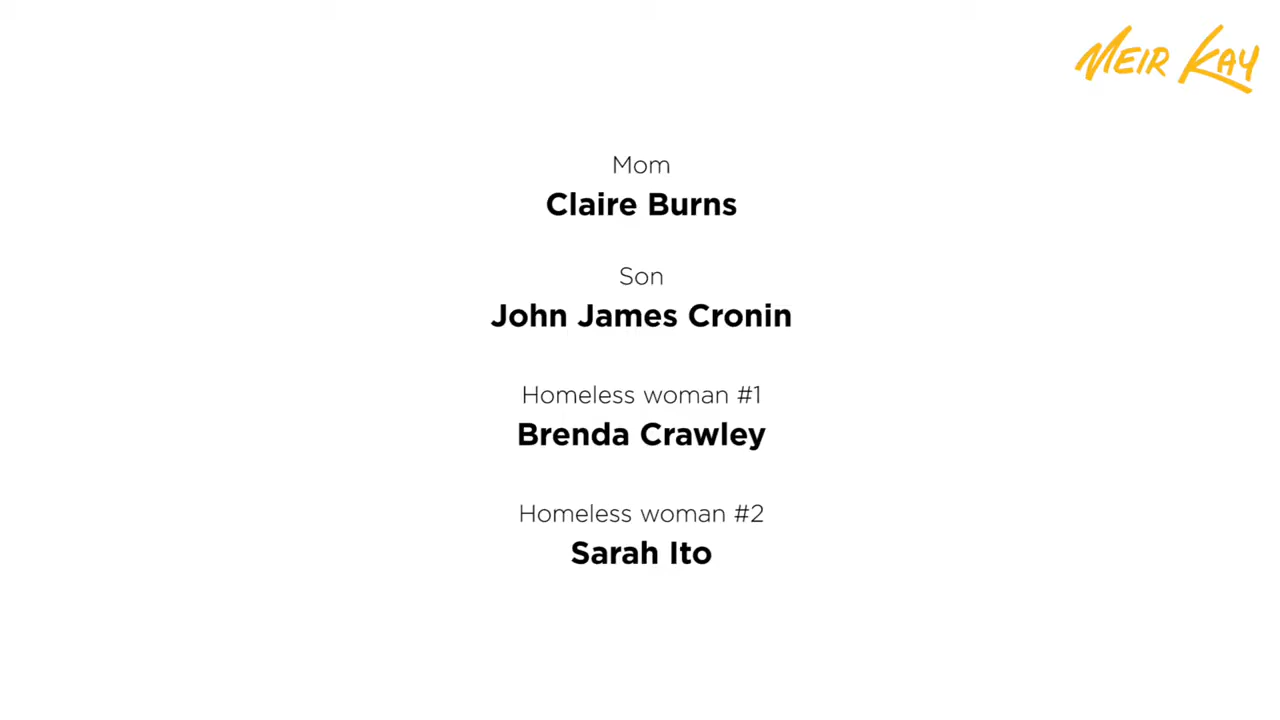 MEIR KAY
Mom
Claire Burns
Son
John James Cronin
Homeless woman #1
Brenda Crawley
Homeless woman #2
Sarah Ito